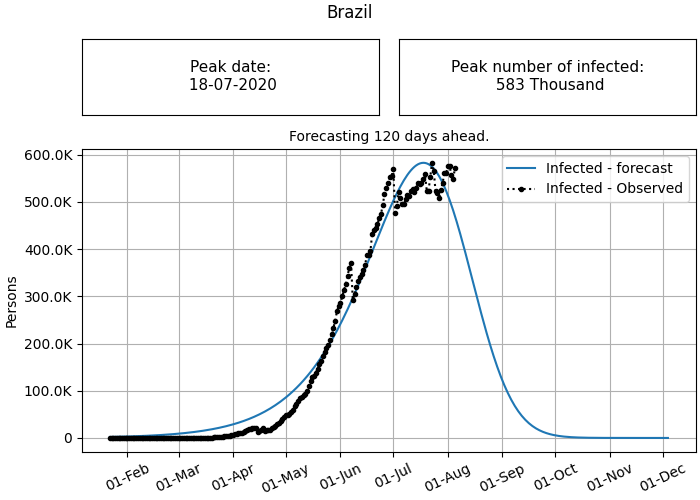 Brazil
Peak date:
18-07-2020
Peak number of infected:
583 Thousand
Forecasting 120 days ahead.
600.0K
500.0K
400.0K
300.0K
200.0K
100.0K
0
Persons
Infected - forecast
Infected - Observed
01-Feb
01-Mar
01-Apr
01-May
01-Jun
01-Jul
01-Aug
01-Sep
01-Oct
01-Nov
01-Dec